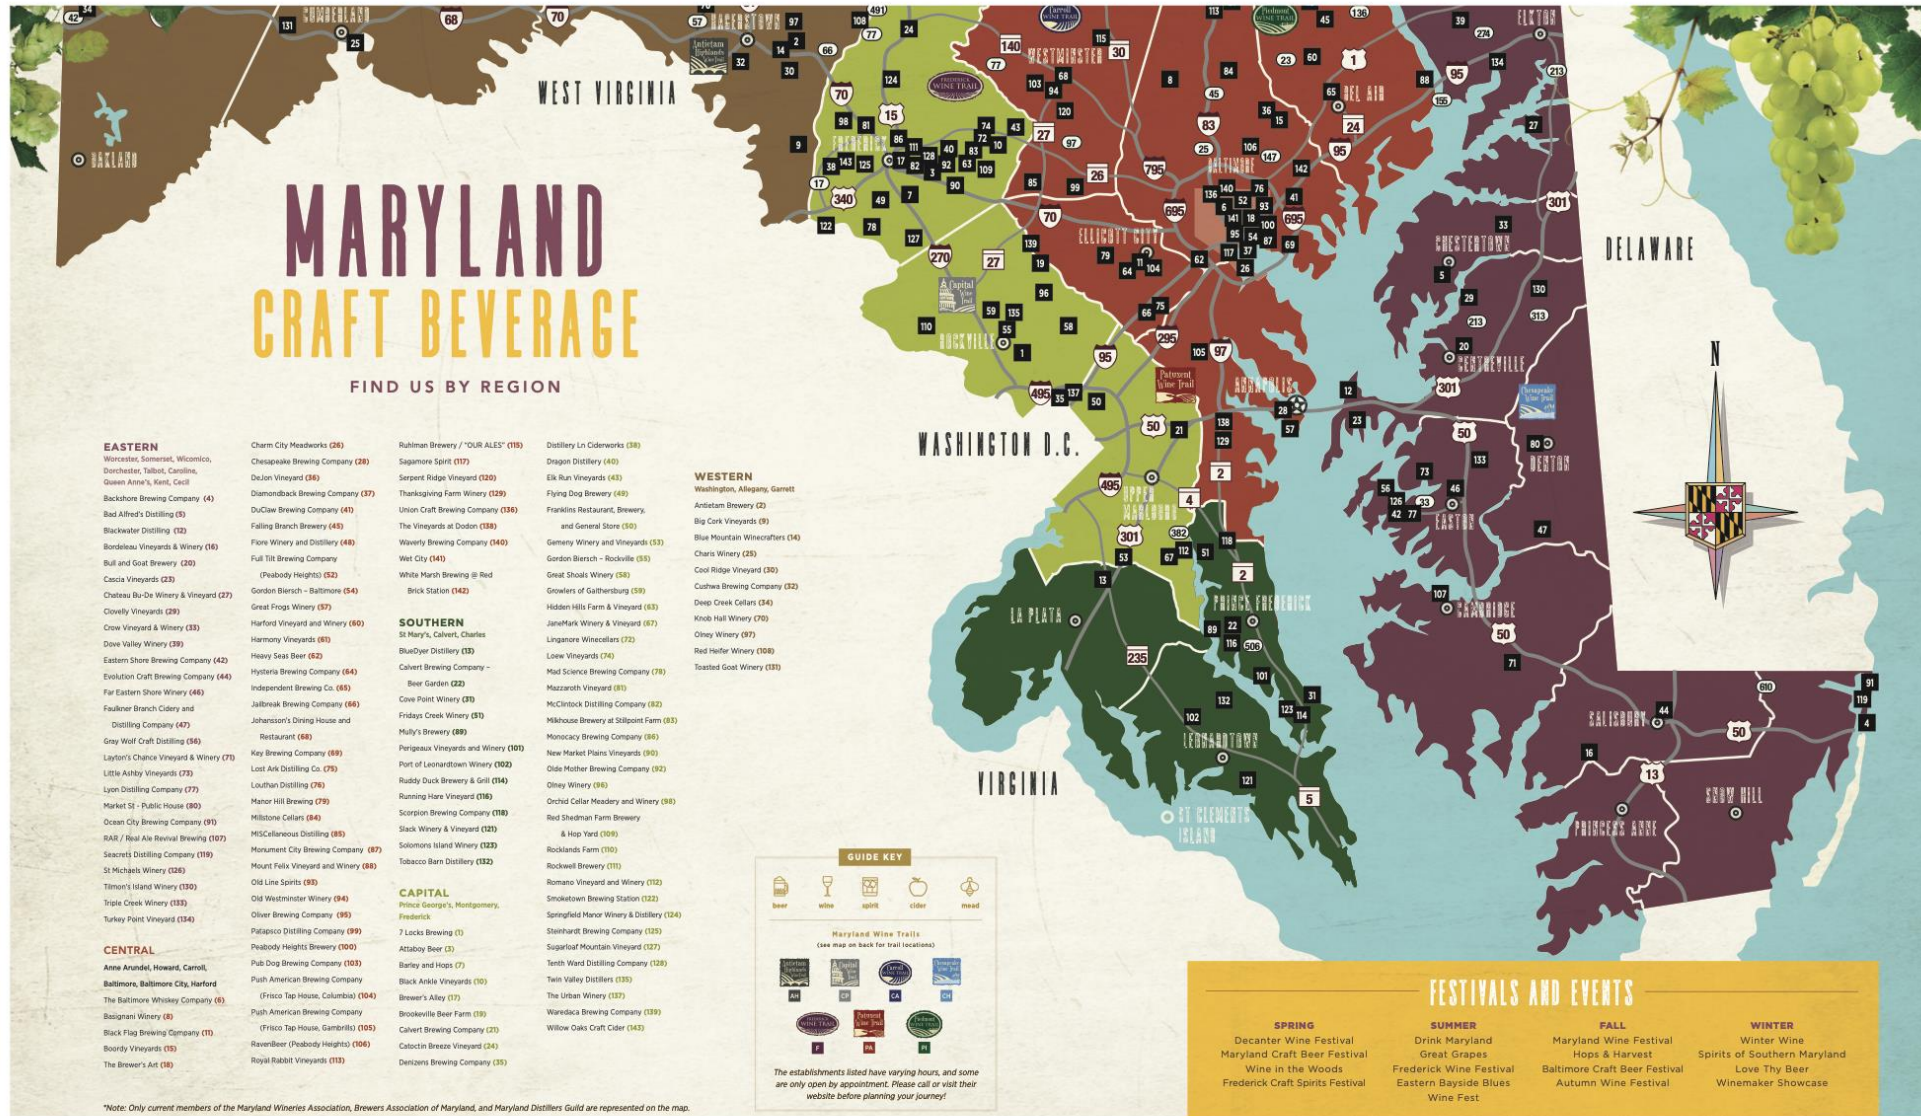 MARYLAND
CRAFT BEVERAGE
FIND US BY REGION
EASTERN
Worcester, Somerset, Wicomico,
Dorchester, Talbot, Caroline,
Queen Anne's, Kent, Cecil
Backshore Brewing Company (4)
Bad Alfred's Distilling (5)
Blackwater Distilling (12)
Bordeleau Vineyards & Winery (16)
Bull and Goat Brewery (20)
Cascia Vineyards (23)
Chateau Bu-De Winery & Vineyard (27)
Clovelly Vineyards (29)
Crow Vineyard & Winery (33)
Dove Valley Winery (39)
Eastern Shore Brewing Company (42)
Evolution Craft Brewing Company (44)
Far Eastern Shore Winery (46)
Faulkner Branch Cidery and
Distilling Company (47)
Gray Wolf Craft Distilling (56)
Layton's Chance Vineyard & Winery (71)
Little Ashby Vineyards (73)
Lyon Distilling Company (77)
Market St - Public House (80)
Ocean City Brewing Company (91)
RAR / Real Ale Revival Brewing (107)
Seacrets Distilling Company (119)
St Michaels Winery (126)
Tilmon's Island Winery (130)
Triple Creek Winery (133)
Turkey Point Vineyard (134)
CENTRAL
Anne Arundel, Howard, Carroll,
Baltimore, Baltimore City, Harford
The Baltimore Whiskey Company (6)
Basignani Winery (8)
Black Flag Brewing Company (11)
Boordy Vineyards (15)
The Brewer's Art (18)
Charm City Meadworks (26)
Chesapeake Brewing Company (28)
DeJon Vineyard (36)
Diamondback Brewing Company (37)
DuClaw Brewing Company (41)
Falling Branch Brewery (45)
Fiore Winery and Distillery (48)
Full Tilt Brewing Company
(Peabody Heights) (52)
Gordon Biersch – Baltimore (54)
Great Frogs Winery (57)
Harford Vineyard and Winery (60)
Harmony Vineyards (61)
Heavy Seas Beer (62)
Hysteria Brewing Company (64)
Independent Brewing Co. (65)
Jailbreak Brewing Company (66)
Johansson's Dining House and
Restaurant (68)
Key Brewing Company (69)
Lost Ark Distilling Co. (75)
Louthan Distilling (76)
Manor Hill Brewing (79)
Millstone Cellars (84)
MISCellaneous Distilling (85)
Monument City Brewing Company (87)
Mount Felix Vineyard and Winery (88)
Old Line Spirits (93)
Old Westminster Winery (94)
Oliver Brewing Company (95)
Patapsco Distilling Company (99)
Peabody Heights Brewery (100)
Pub Dog Brewing Company (103)
Push American Brewing Company
(Frisco Tap House, Columbia) (104)
Push American Brewing Company
(Frisco Tap House, Gambrills) (105)
RavenBeer (Peabody Heights) (106)
Royal Rabbit Vineyards (113)
Ruhlman Brewery / "OUR ALES" (115)
Sagamore Spirit (117)
Serpent Ridge Vineyard (120)
Thanksgiving Farm Winery (129)
Union Craft Brewing Company (136)
The Vineyards at Dodon (138)
Waverly Brewing Company (140)
Wet City (141)
White Marsh Brewing @ Red
Brick Station (142)
SOUTHERN
St Mary's, Calvert, Charles
BlueDyer Distillery (13)
Calvert Brewing Company –
Beer Garden (22)
Cove Point Winery (31)
Fridays Creek Winery (51)
Mully's Brewery (89)
Perigeaux Vineyards and Winery (101)
Port of Leonardtown Winery (102)
Ruddy Duck Brewery & Grill (114)
Running Hare Vineyard (116)
Scorpion Brewing Company (118)
Slack Winery & Vineyard (121)
Solomons Island Winery (123)
Tobacco Barn Distillery (132)
CAPITAL
Prince George's, Montgomery,
Frederick
7 Locks Brewing (1)
Attaboy Beer (3)
Barley and Hops (7)
Black Ankle Vineyards (10)
Brewer's Alley (17)
Brookeville Beer Farm (19)
Calvert Brewing Company (21)
Catoctin Breeze Vineyard (24)
Denizens Brewing Company (35)
Distillery Ln Ciderworks (38)
Dragon Distillery (40)
Elk Run Vineyards (43)
Flying Dog Brewery (49)
Franklins Restaurant, Brewery,
and General Store (50)
Gemeny Winery and Vineyards (53)
Gordon Biersch – Rockville (55)
Great Shoals Winery (58)
Growlers of Gaithersburg (59)
Hidden Hills Farm & Vineyard (63)
JaneMark Winery & Vineyard (67)
Linganore Winecellars (72)
Loew Vineyards (74)
Mad Science Brewing Company (78)
Mazzaroth Vineyard (81)
McClintock Distilling Company (82)
Milkhouse Brewery at Stillpoint Farm (83)
Monocacy Brewing Company (86)
New Market Plains Vineyards (90)
Olde Mother Brewing Company (92)
Olney Winery (96)
Orchid Cellar Meadery and Winery (98)
Red Shedman Farm Brewery
& Hop Yard (109)
Rocklands Farm (110)
Rockwell Brewery (111)
Romano Vineyard and Winery (112)
Smoketown Brewing Station (122)
Springfield Manor Winery & Distillery (124)
Steinhardt Brewing Company (125)
Sugarloaf Mountain Vineyard (127)
Tenth Ward Distilling Company (128)
Twin Valley Distillers (135)
The Urban Winery (137)
Waredaca Brewing Company (139)
Willow Oaks Craft Cider (143)
WESTERN
Washington, Allegany, Garrett
Antietam Brewery (2)
Big Cork Vineyards (9)
Blue Mountain Winecrafters (14)
Charis Winery (25)
Cool Ridge Vineyard (30)
Cushwa Brewing Company (32)
Deep Creek Cellars (34)
Knob Hall Winery (70)
Olney Winery (97)
Red Heifer Winery (108)
Toasted Goat Winery (131)
*Note: Only current members of the Maryland Wineries Association, Brewers Association of Maryland, and Maryland Distillers Guild are represented on the map.
GUIDE KEY
beer wine spirit cider mead
Maryland Wine Trails
(see map on back for trail locations)
AH CP CA CH
F PA PI
The establishments listed have varying hours, and some
are only open by appointment. Please call or visit their
website before planning your journey!
WEST VIRGINIA
WASHINGTON D.C.
VIRGINIA
DELAWARE
N
OAKLAND
CUMBERLAND
HAGERSTOWN
FREDERICK
WESTMINSTER
BEL AIR
ELKTON
BALTIMORE
ELLICOTT CITY
ROCKVILLE
ANNAPOLIS
UPPER
MARLBORO
CHESTERTOWN
CENTREVILLE
DENTON
EASTON
CAMBRIDGE
LA PLATA
PRINCE FREDERICK
LEONARDTOWN
ST CLEMENTS
ISLAND
SALISBURY
PRINCESS ANNE
SNOW HILL
Antietam
Highlands
Wine Trail
FREDERICK
WINE TRAIL
Carroll
WINE TRAIL
Piedmont
WINE TRAIL
Capital
Wine
Trail
Patuxent
Wine Trail
Chesapeake
Wine Trail
FESTIVALS AND EVENTS
SPRING
Decanter Wine Festival
Maryland Craft Beer Festival
Wine in the Woods
Frederick Craft Spirits Festival
SUMMER
Drink Maryland
Great Grapes
Frederick Wine Festival
Eastern Bayside Blues
Wine Fest
FALL
Maryland Wine Festival
Hops & Harvest
Baltimore Craft Beer Festival
Autumn Wine Festival
WINTER
Winter Wine
Spirits of Southern Maryland
Love Thy Beer
Winemaker Showcase